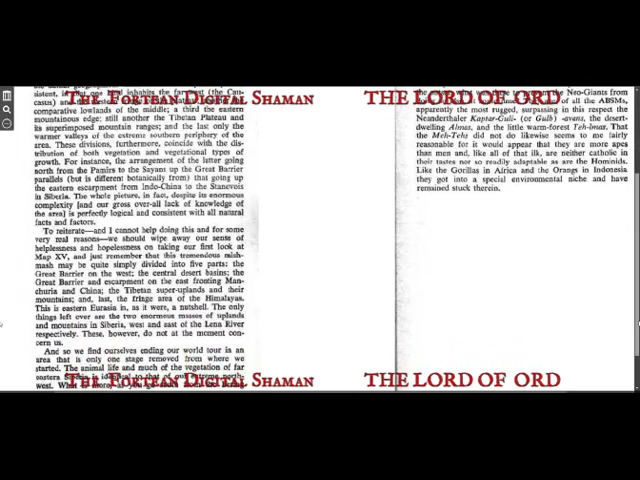 sistent, in that one kind inhabits the far west (the Cau-
THE FORTEAN DIGITAL SHAMAN
comparative lowlands of the middle; a third the eastern
mountainous edge; still another the Tibetan Plateau and
its superimposed mountain ranges; and the last only the
warmer valleys of the extreme southern periphery of the
area. These divisions, furthermore, coincide with the dis-
tribution of both vegetation and vegetational types of
growth. For instance, the arrangement of the latter going
north from the Pamirs to the Sayans up the Great Barrier
parallels (but is different botanically from) that going up
the eastern escarpment from Indo-China to the Stanevois
in Siberia. The whole picture, in fact, despite its enormous
complexity [and our gross over-all lack of knowledge of
the area] is perfectly logical and consistent with all natural
facts and factors.
To reiterate—and I cannot help doing this and for some
very real reasons—we should wipe away our sense of
helplessness and hopelessness on taking our first look at
Map XV, and just remember that this tremendous mish-
mash may be quite simply divided into five parts: the
Great Barrier on the west; the central desert basins; the
Great Barrier and escarpment on the east fronting Man-
churia and China; the Tibetan super-uplands and their
mountains; and, last, the fringe area of the Himalayas.
This is eastern Eurasia in, as it were, a nutshell. The only
things left over are the two enormous masses of uplands
and mountains in Siberia, west and east of the Lena River
respectively. These, however, do not at the moment con-
cern us.
And so we find ourselves ending our world tour in an
area that is only one stage removed from where we
started. The animal life and much of the vegetation of far
eastern Siberia is identical to that of our extreme north-
THE FORTEAN DIGITAL SHAMAN
the Neo-Giants from
THE LORD OF ORD
of all the ABSMs,
apparently the most rugged, surpassing in this respect the
Neanderthaler Kaptar-Guli- (or Gulb) -avans, the desert-
dwelling Almas, and the little warm-forest Teh-lmas. That
the Meh-Tehs did not do likewise seems to me fairly
reasonable for it would appear that they are more apes
than men and, like all of that ilk, are neither catholic in
their tastes nor so readily adaptable as are the Hominids.
Like the Gorillas in Africa and the Orangs in Indonesia
they got into a special environmental niche and have
remained stuck therein.
THE LORD OF ORD